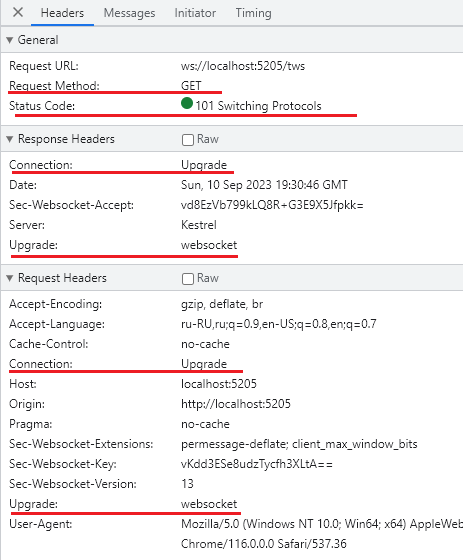 Headers Messages Initiator Timing
General
Request URL: ws://localhost:5205/tws
Request Method: GET
Status Code: 101 Switching Protocols
Response Headers Raw
Connection: Upgrade
Date: Sun, 10 Sep 2023 19:30:46 GMT
Sec-Websocket-Accept: vd8EzVb799kLQ8R+G3E9X5Jfpkk=
Server: Kestrel
Upgrade: websocket
Request Headers Raw
Accept-Encoding: gzip, deflate, br
Accept-Language: ru-RU,ru;q=0.9,en-US;q=0.8,en;q=0.7
Cache-Control: no-cache
Connection: Upgrade
Host: localhost:5205
Origin: http://localhost:5205
Pragma: no-cache
Sec-Websocket-Extensions: permessage-deflate; client_max_window_bits
Sec-Websocket-Key: vKdd3ESe8udzTycfh3XLtA==
Sec-Websocket-Version: 13
Upgrade: websocket
User-Agent: Mozilla/5.0 (Windows NT 10.0; Win64; x64) AppleWeb
Chrome/116.0.0.0 Safari/537.36